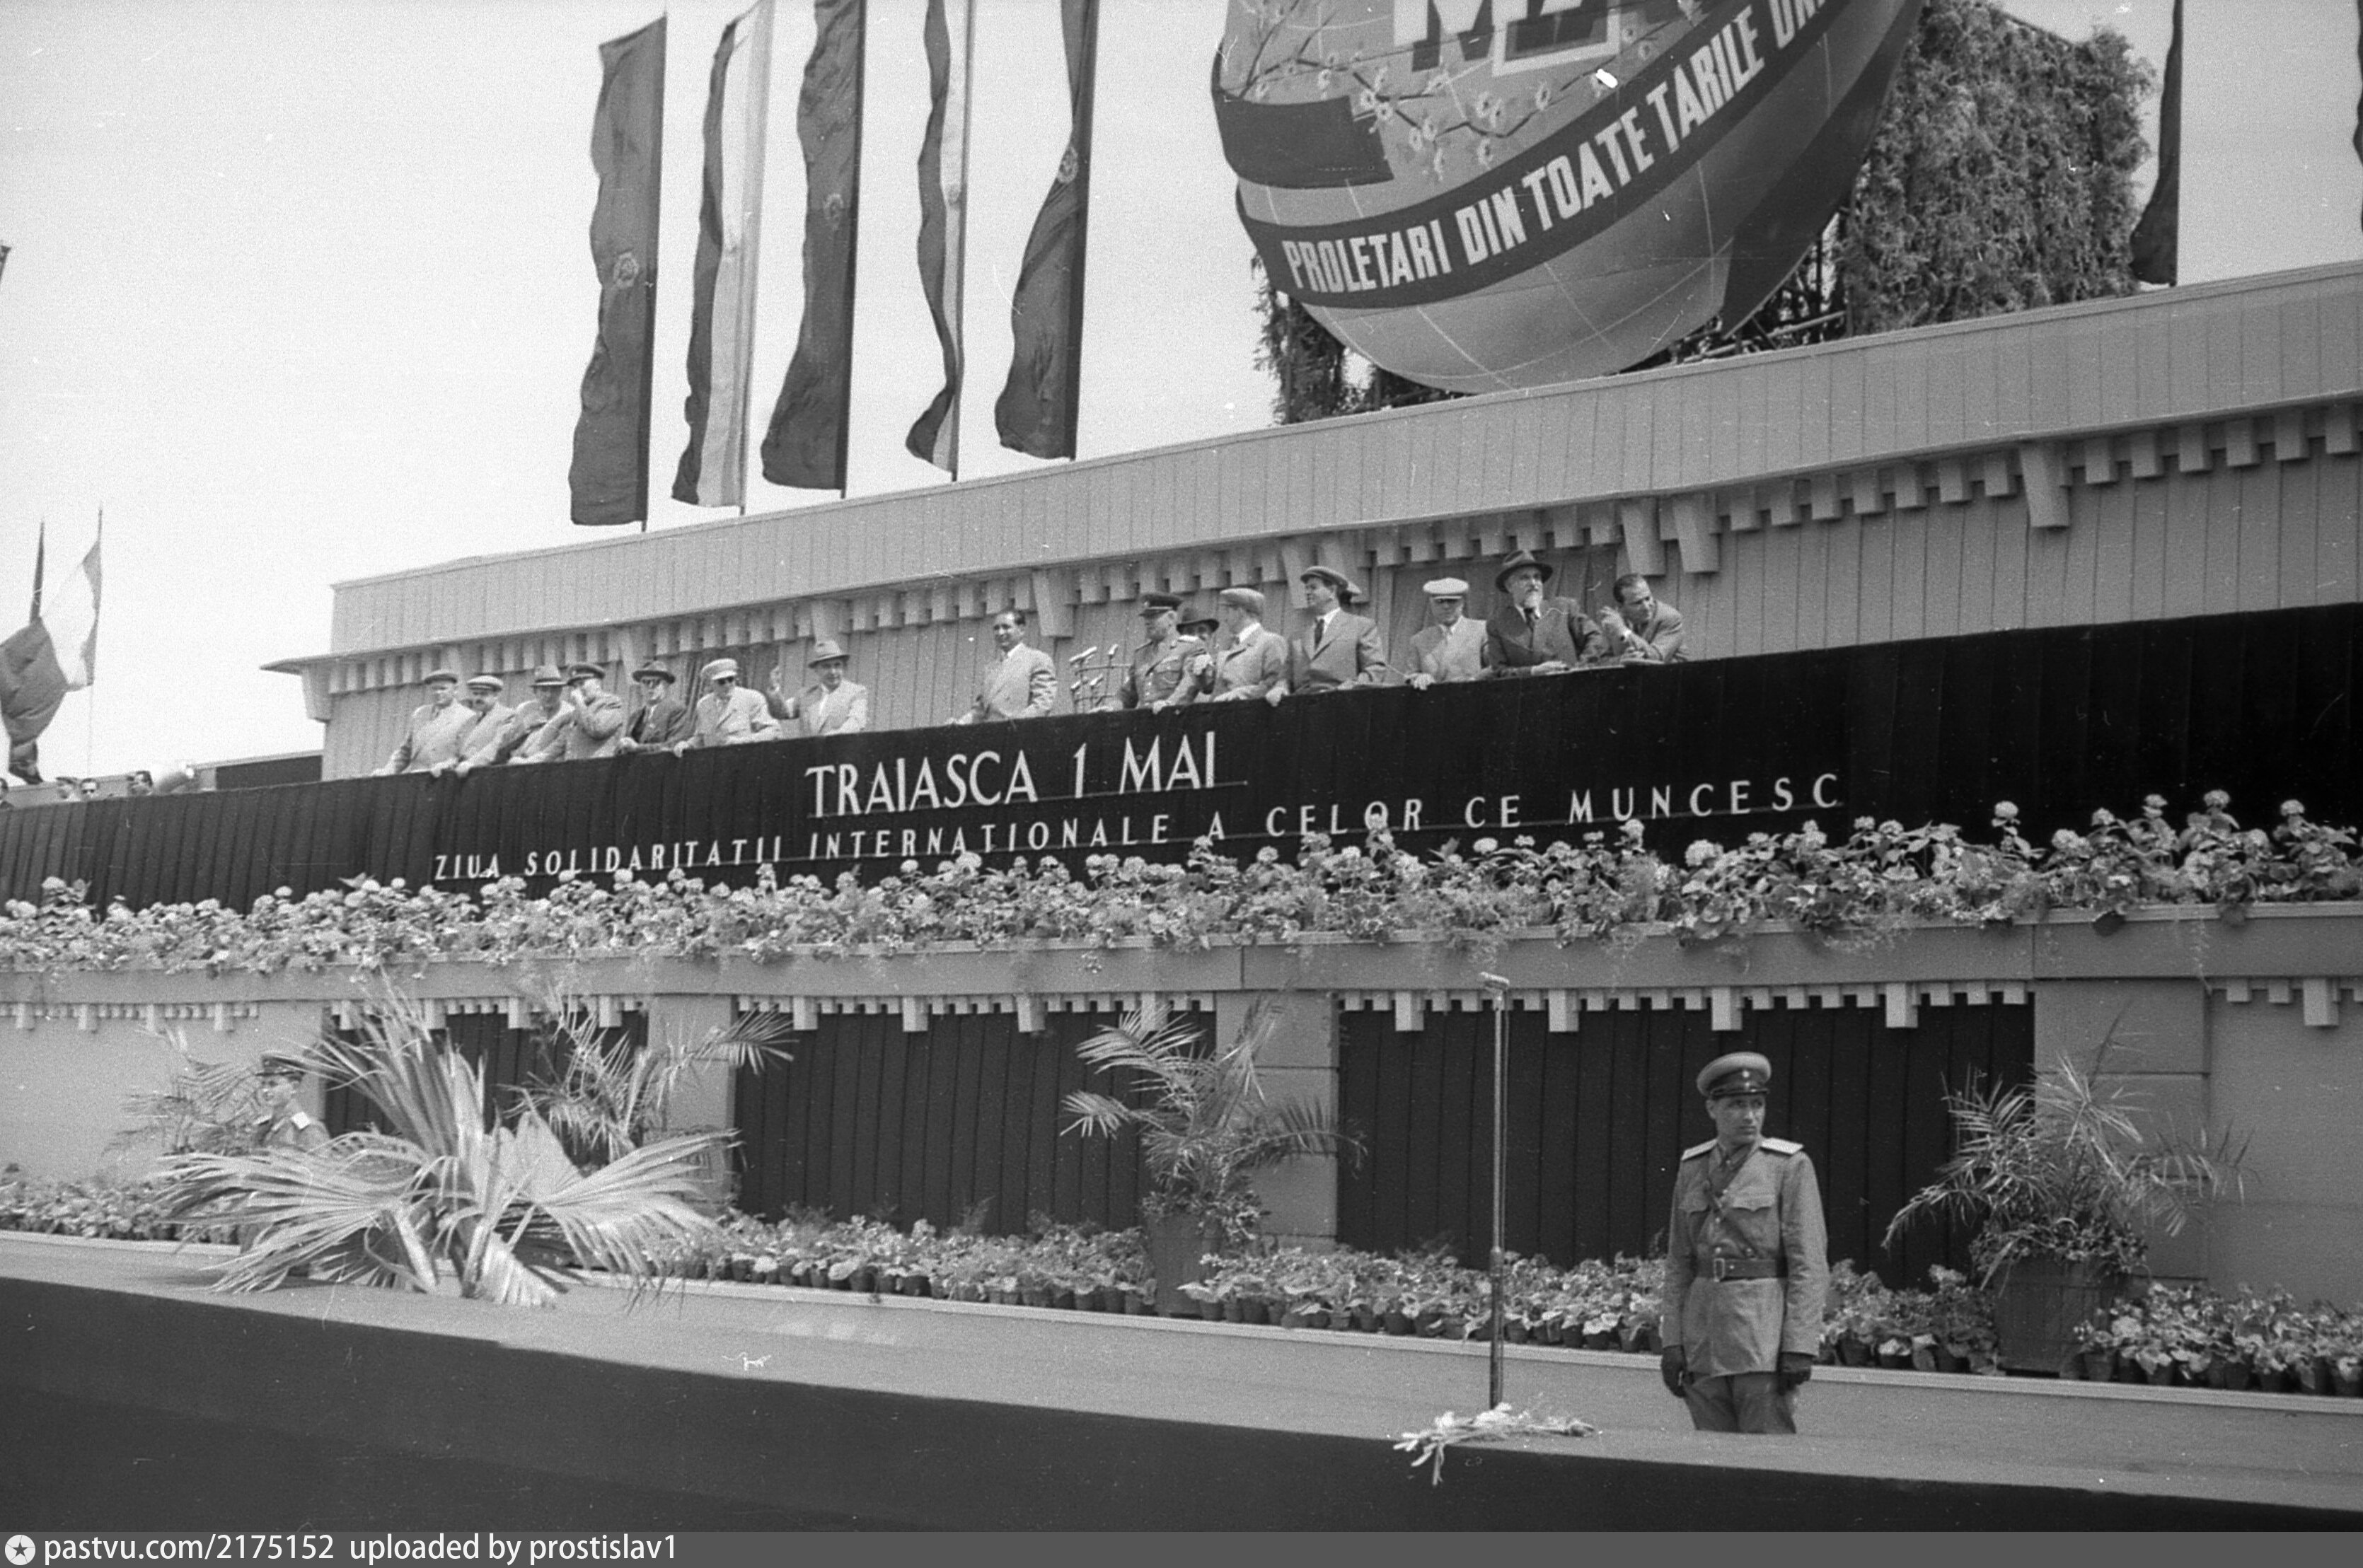 PROLETARI DIN TOATE TARILE
TRAIASCA 1 MAI
ZIUA SOLIDARITATII INTERNATIONALE A CELOR CE MUNCESC
pastvu.com/2175152 uploaded by prostislav1